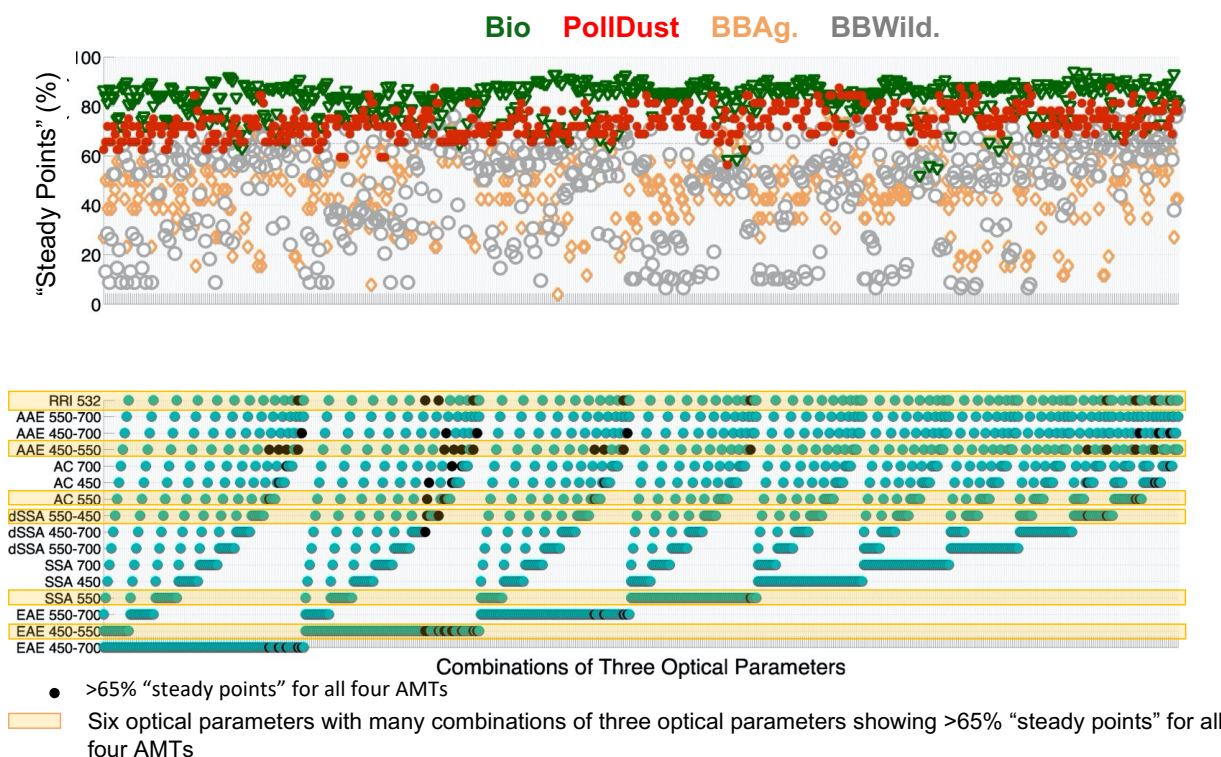 Bio PollDust BBAg. BBWild.
"Steady Points" (%)
100
80
60
40
20
0
RRI 532
AAE 550-700
AAE 450-700
AAE 450-550
AC 700
AC 450
AC 550
dSSA 550-450
dSSA 450-700
dSSA 550-700
SSA 700
SSA 450
SSA 550
EAE 550-700
EAE 450-550
EAE 450-700
Combinations of Three Optical Parameters
>65% "steady points" for all four AMTs
Six optical parameters with many combinations of three optical parameters showing >65% "steady points" for all
four AMTs